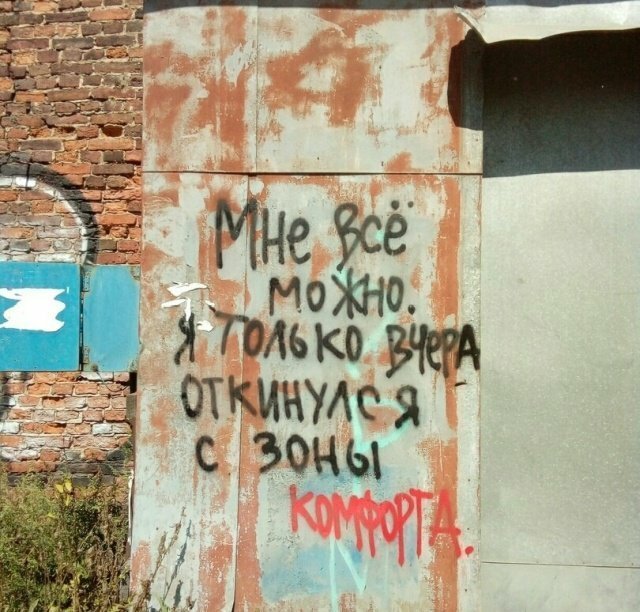 Мне всё
можно.
Я только вчера
откинулся
с зоны
комфорта.